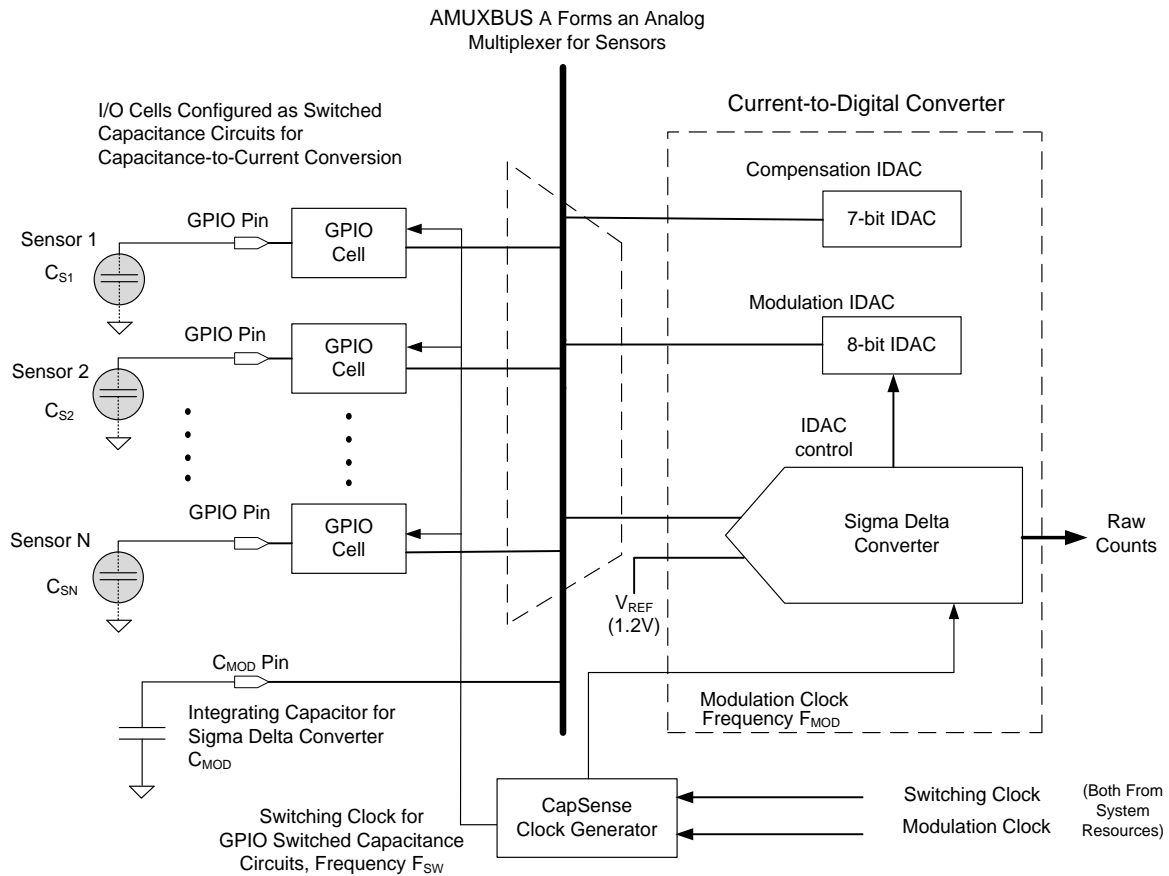 AMUXBUS A Forms an Analog
Multiplexer for Sensors
I/O Cells Configured as Switched
Capacitance Circuits for
Capacitance-to-Current Conversion
Current-to-Digital Converter
Compensation IDAC
7-bit IDAC
GPIO Pin
GPIO
Cell
Sensor 1
CS1
Modulation IDAC
8-bit IDAC
GPIO Pin
GPIO
Cell
Sensor 2
CS2
IDAC
control
GPIO Pin
GPIO
Cell
Sensor N
CSN
Sigma Delta
Converter
Raw
Counts
VREF
(1.2V)
CMOD Pin
Integrating Capacitor for
Sigma Delta Converter
CMOD
Modulation Clock
Frequency FMOD
Switching Clock for
GPIO Switched Capacitance
Circuits, Frequency FSW
CapSense
Clock Generator
Switching Clock
Modulation Clock
(Both From
System
Resources)